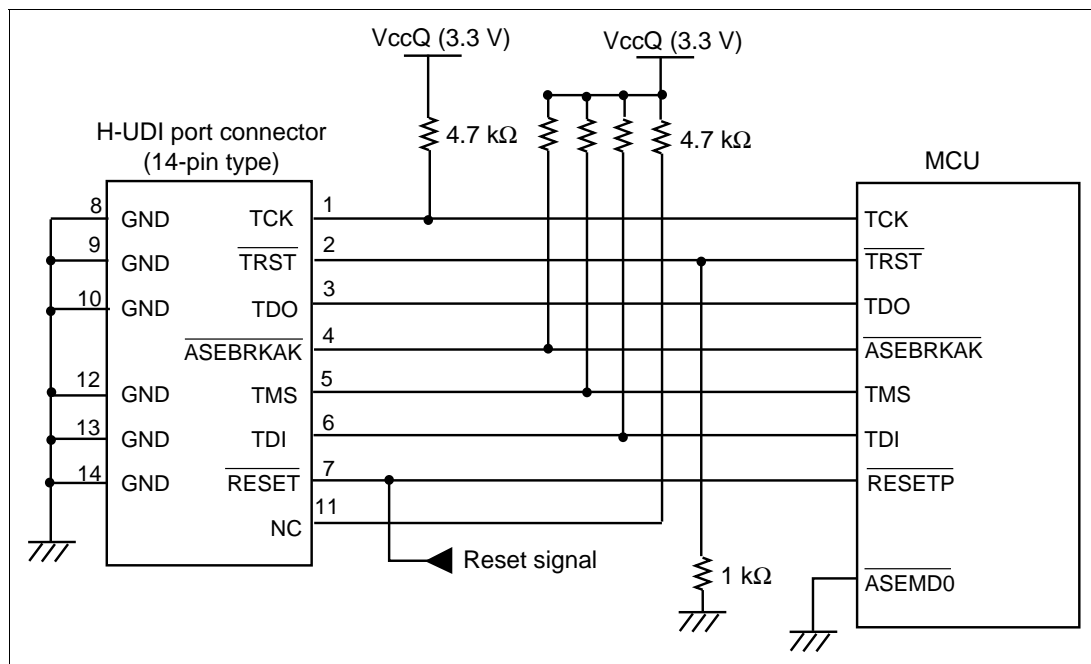 VccQ (3.3 V)
VccQ (3.3 V)
4.7 kΩ
4.7 kΩ
H-UDI port connector
(14-pin type)
MCU
8 GND TCK 1 TCK
9 GND TRST 2 TRST
10 GND TDO 3 TDO
ASEBRKAK 4 ASEBRKAK
12 GND TMS 5 TMS
13 GND TDI 6 TDI
14 GND RESET 7 RESETP
NC 11
Reset signal
1 kΩ
ASEMD0